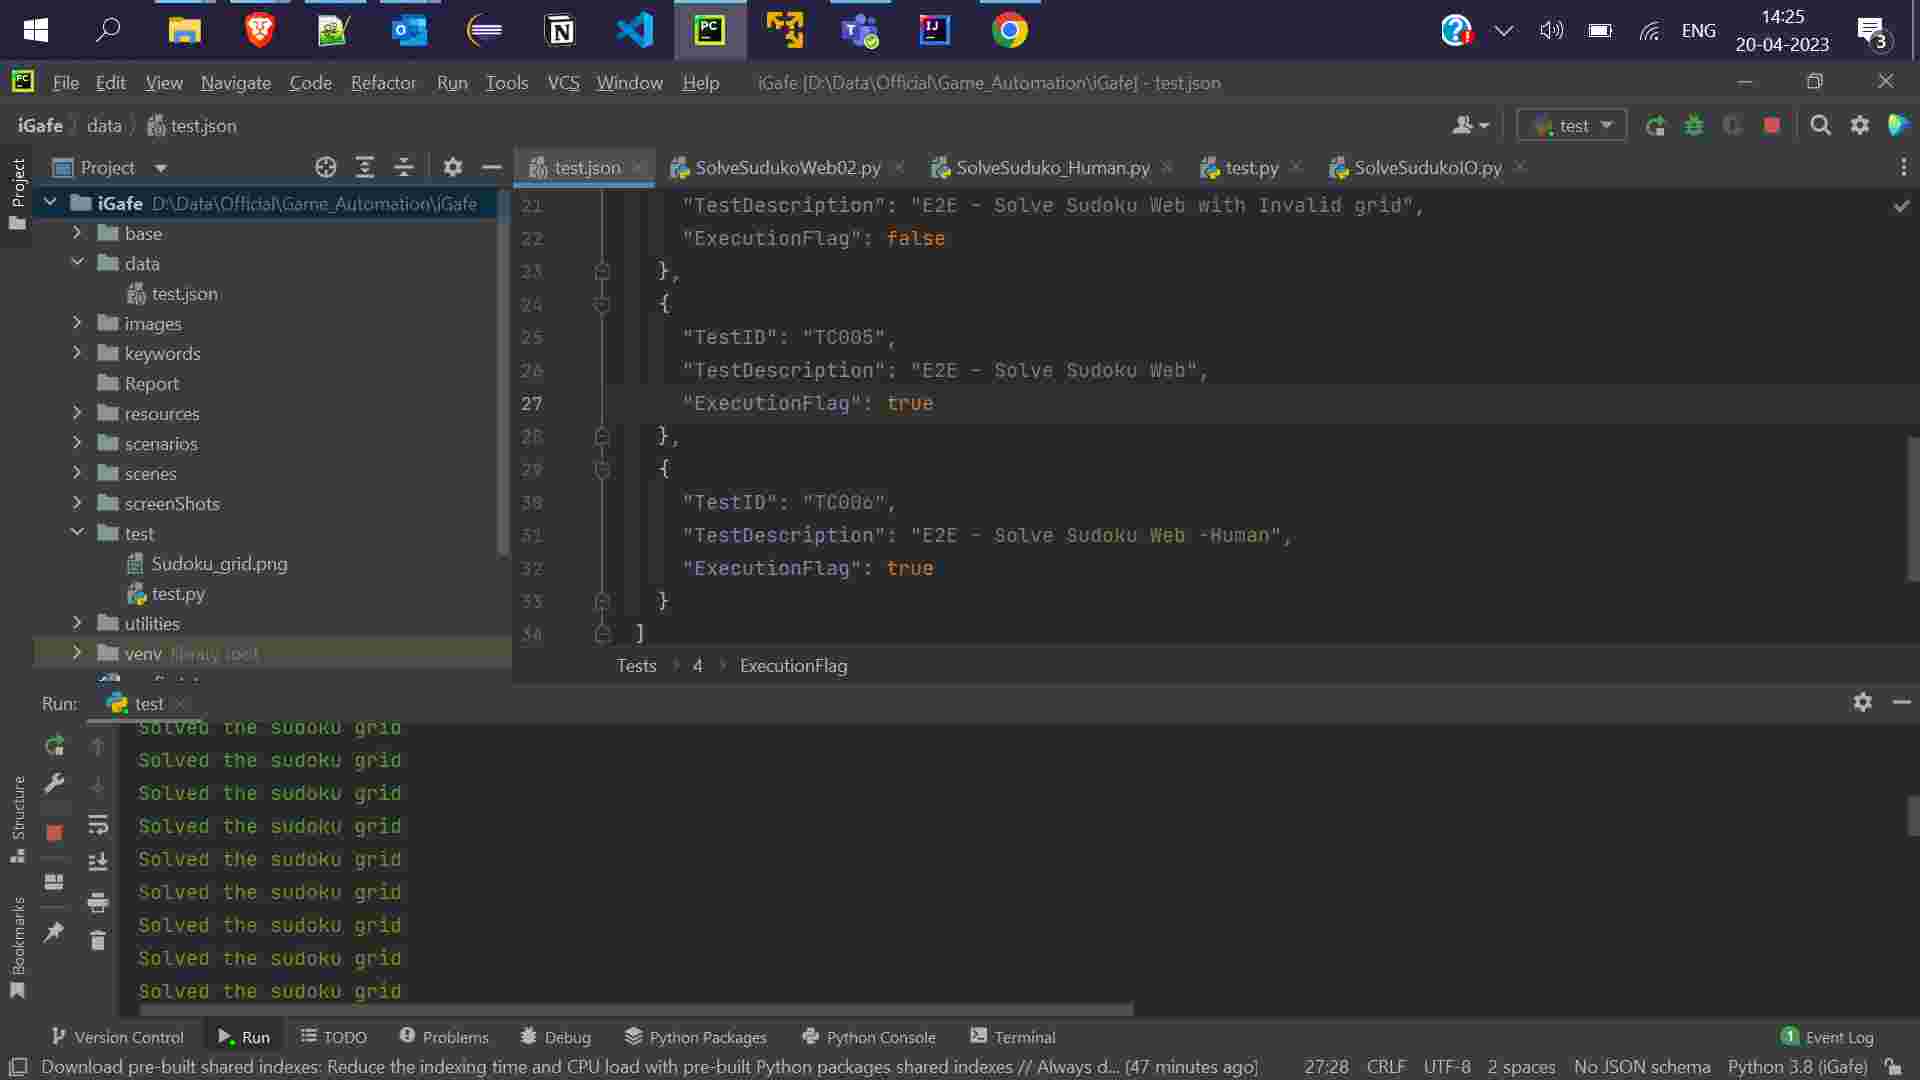 14:25
ENG
20-04-2023
3
File Edit View Navigate Code Refactor Run Tools VCS Window Help iGafe [D:\Data\Official\Game_Automation\iGafe] - test.json
iGafe data test.json
test
Project
test.json SolveSudukoWeb02.py SolveSuduko_Human.py test.py SolveSudukoIO.py
Project
iGafe D:\Data\Official\Game_Automation\iGafe
base
data
test.json
images
keywords
Report
resources
scenarios
scenes
screenShots
test
Sudoku_grid.png
test.py
utilities
venv library root
21 "TestDescription": "E2E - Solve Sudoku Web with Invalid grid",
22 "ExecutionFlag": false
23 },
24 {
25 "TestID": "TC005",
26 "TestDescription": "E2E - Solve Sudoku Web",
27 "ExecutionFlag": true
28 },
29 {
30 "TestID": "TC006",
31 "TestDescription": "E2E - Solve Sudoku Web -Human",
32 "ExecutionFlag": true
33 }
34 ]
Tests 4 ExecutionFlag
Run: test
Solved the sudoku grid
Solved the sudoku grid
Solved the sudoku grid
Solved the sudoku grid
Solved the sudoku grid
Solved the sudoku grid
Solved the sudoku grid
Solved the sudoku grid
Solved the sudoku grid
Structure
Bookmarks
Version Control Run TODO Problems Debug Python Packages Python Console Terminal 1 Event Log
Download pre-built shared indexes: Reduce the indexing time and CPU load with pre-built Python packages shared indexes // Always d... (47 minutes ago) 27:28 CRLF UTF-8 2 spaces No JSON schema Python 3.8 (iGafe)